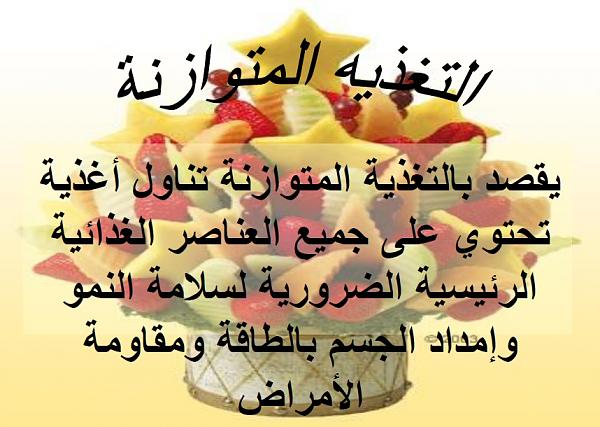 التغذيه المتوازنة
يقصد بالتغذية المتوازنة تناول أغذية
تحتوي على جميع العناصر الغذائية
الرئيسية الضرورية لسلامة النمو
وإمداد الجسم بالطاقة ومقاومة
الأمراض